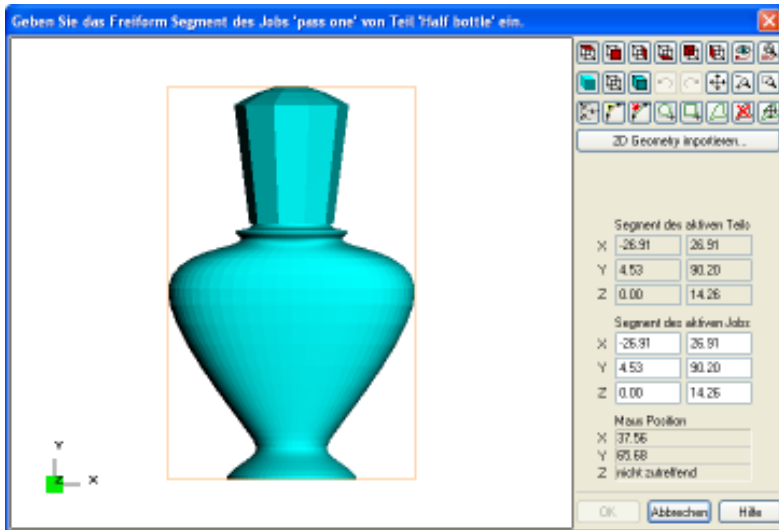 Geben Sie das Freiform Segment des Jobs 'pass one' von Teil 'Half bottle' ein.
2D Geometry importieren...
Segment des aktiven Teils
X -26.91 26.91
Y 4.53 90.20
Z 0.00 14.26
Segment des aktiven Jobs
X -26.91 26.91
Y 4.53 90.20
Z 0.00 14.26
Maus Position
X 37.56
Y 65.68
Z nicht zutreffend
Y
Z X
OK Abbrechen Hilfe